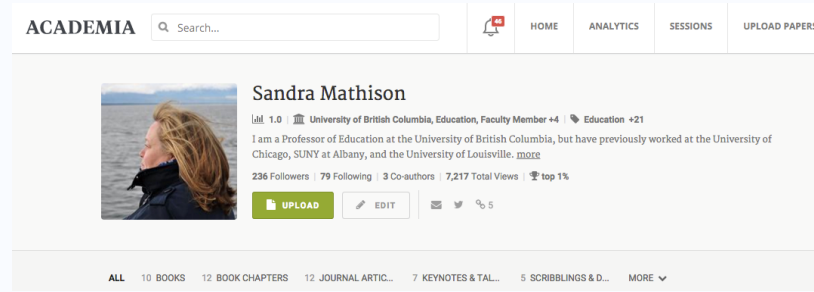 ACADEMIA Search... 46 HOME ANALYTICS SESSIONS UPLOAD PAPERS
Sandra Mathison
1.0 University of British Columbia, Education, Faculty Member +4 Education +21
I am a Professor of Education at the University of British Columbia, but have previously worked at the University of
Chicago, SUNY at Albany, and the University of Louisville. more
236 Followers 79 Following 3 Co-authors 7,217 Total Views top 1%
UPLOAD EDIT 5
ALL 10 BOOKS 12 BOOK CHAPTERS 12 JOURNAL ARTIC... 7 KEYNOTES & TAL... 5 SCRIBBLINGS & D... MORE